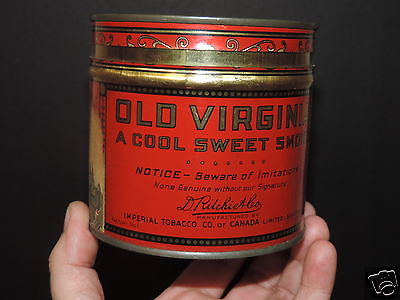 OLD VIRGINI
A COOL SWEET SMO
NOTICE - Beware of Imitations
None Genuine without our Signature
D. Ritchie & Co.
MANUFACTURED BY
IMPERIAL TOBACCO CO. OF CANADA LIMITED,